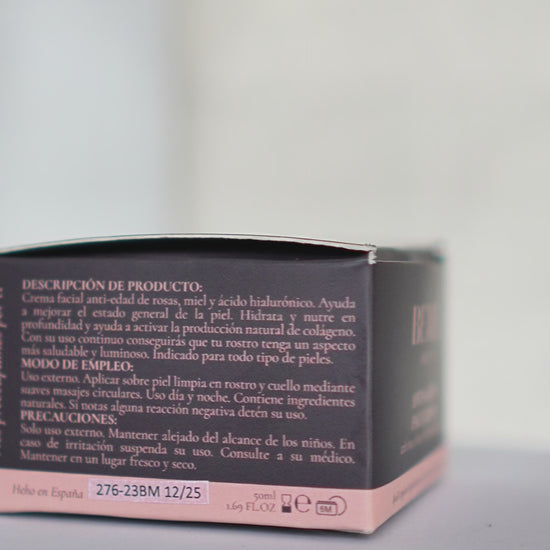 DESCRIPCIÓN DE PRODUCTO:
Crema facial anti-edad de rosas, miel y ácido hialurónico. Ayuda
a mejorar el estado general de la piel. Hidrata y nutre en
profundidad y ayuda a activar la producción natural de colágeno.
Con su uso continuo conseguirás que tu rostro tenga un aspecto
más saludable y luminoso. Indicado para todo tipo de pieles.
MODO DE EMPLEO:
Uso externo. Aplicar sobre piel limpia en rostro y cuello mediante
suaves masajes circulares. Uso día y noche. Contiene ingredientes
naturales. Si notas alguna reacción negativa detén su uso.
PRECAUCIONES:
Solo uso externo. Mantener alejado del alcance de los niños. En
caso de irritación suspenda su uso. Consulte a su médico.
Mantener en un lugar fresco y seco.
Hcho en España
276-23BM 12/25
50ml
1.69 FL.OZ
e
6M